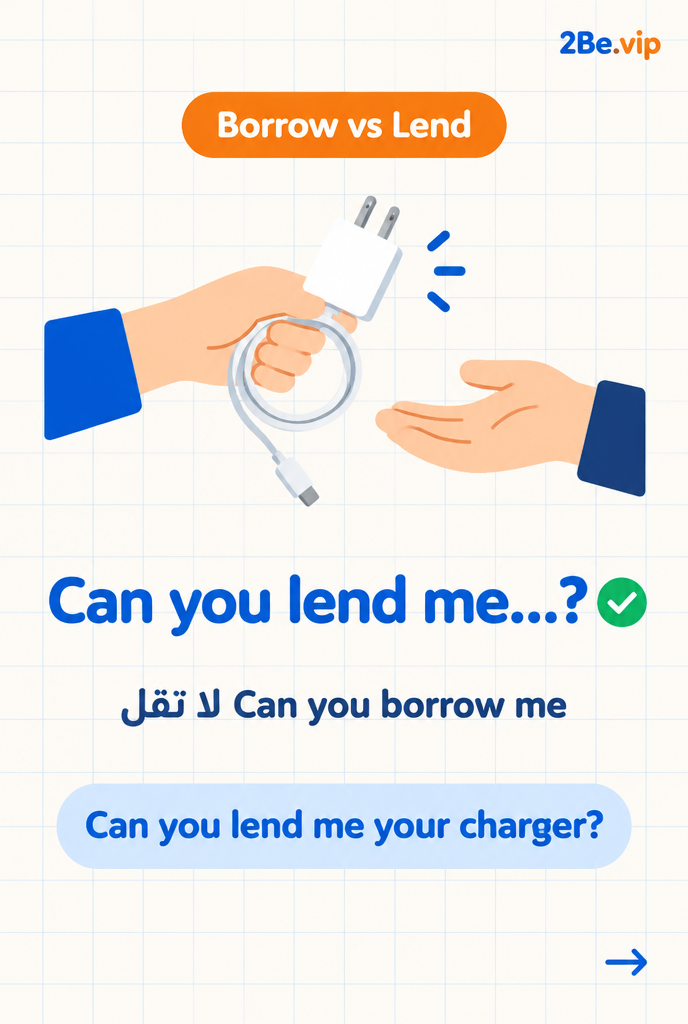 2Be.vip
Borrow vs Lend
Can you lend me...?
لا تقل Can you borrow me
Can you lend me your charger?